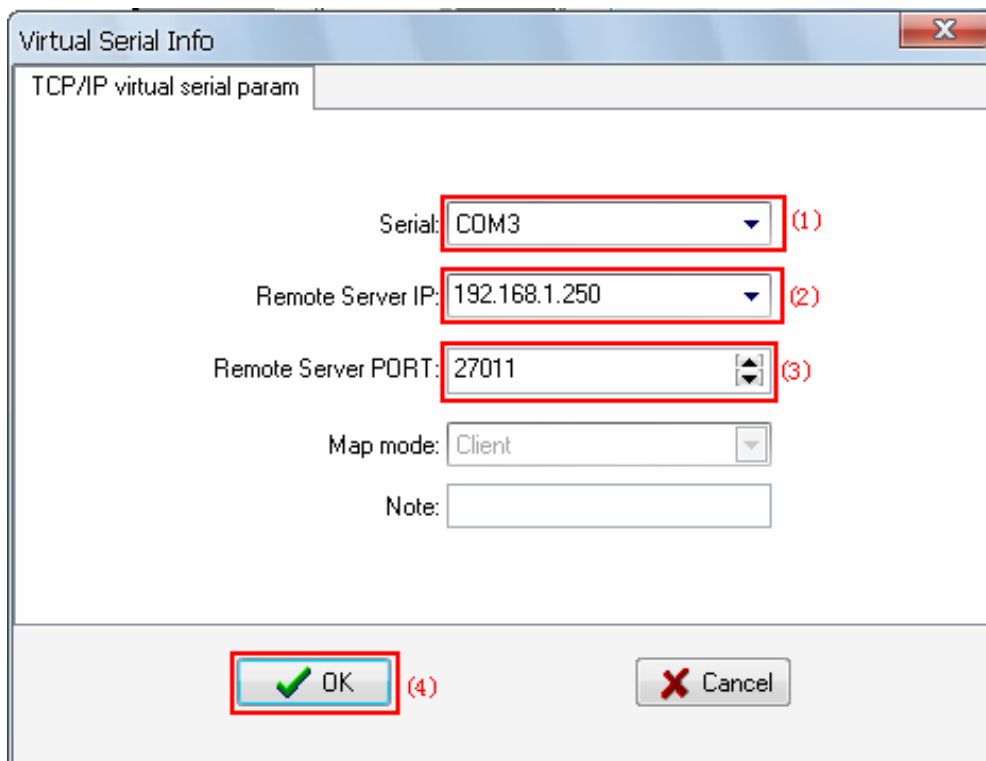 Virtual Serial Info
TCP/IP virtual serial param
Serial: COM3 (1)
Remote Server IP: 192.168.1.250 (2)
Remote Server PORT: 27011 (3)
Map mode: Client
Note:
OK (4) Cancel